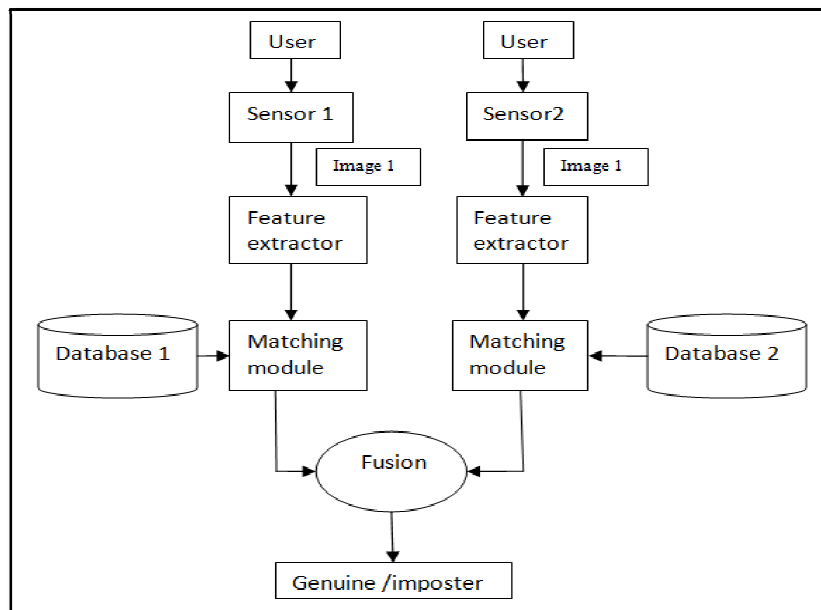 User
User
Sensor 1
Sensor2
Image 1
Image 1
Feature
extractor
Feature
extractor
Database 1
Matching
module
Matching
module
Database 2
Fusion
Genuine /imposter